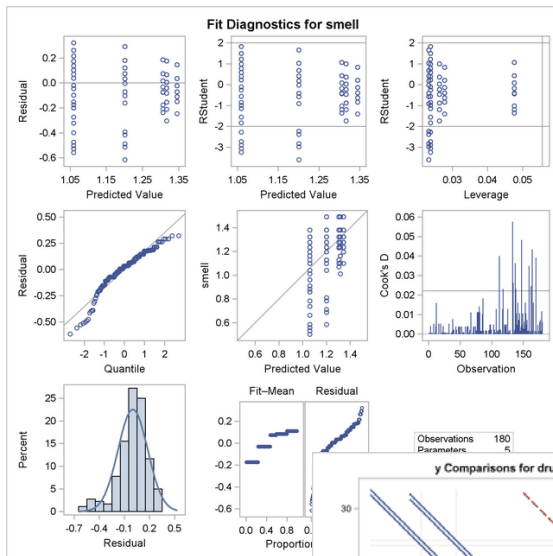 Fit Diagnostics for smell
Residual
0.2
0.0
-0.2
-0.4
-0.6
1.05 1.15 1.25 1.35
Predicted Value
RStudent
2
1
0
-1
-2
-3
1.05 1.15 1.25 1.35
Predicted Value
RStudent
2
1
0
-1
-2
-3
0.03 0.04 0.05
Leverage
Residual
0.50
0.25
0.00
-0.25
-0.50
-2 -1 0 1 2
Quantile
smell
1.4
1.2
1.0
0.8
0.6
0.6 0.8 1.0 1.2 1.4
Predicted Value
Cook's D
0.06
0.05
0.04
0.03
0.02
0.01
0.00
0 50 100 150
Observation
Percent
25
20
15
10
5
0
-0.7 -0.4 -0.1 0.2 0.5
Residual
Fit–Mean Residual
0.2
0.0
-0.2
-0.4
-0.6
0.0 0.4 0.8 0.0
Proportio
Observations 180
Parameters 5
y Comparisons for dru
30